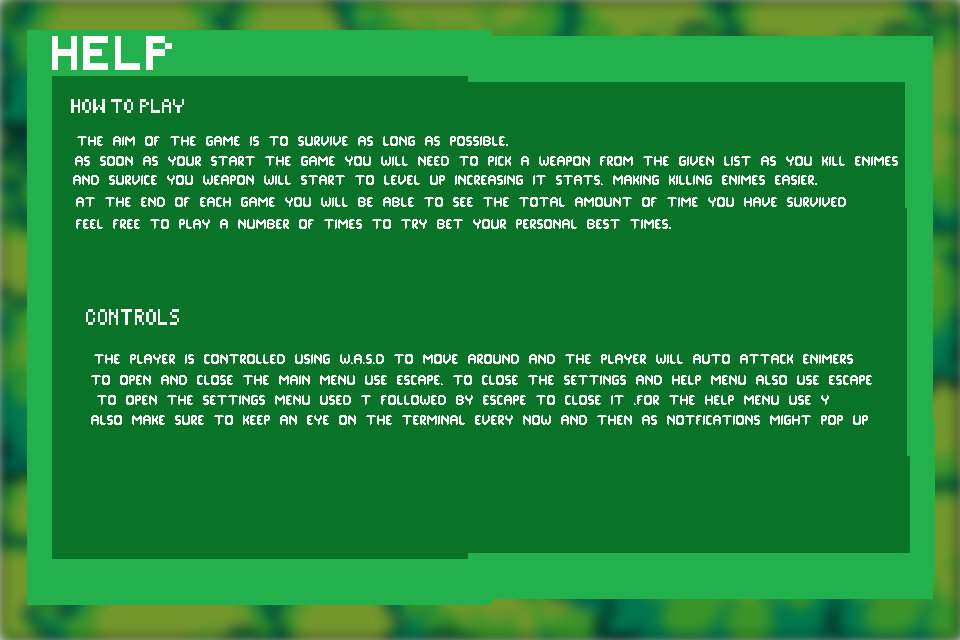 HELP
HOW TO PLAY
THE AIM OF THE GAME IS TO SURVIVE AS LONG AS POSSIBLE.
AS SOON AS YOUR START THE GAME YOU WILL NEED TO PICK A WEAPON FROM THE GIVEN LIST AS YOU KILL ENIMES
AND SURVICE YOU WEAPON WILL START TO LEVEL UP INCREASING IT STATS. MAKING KILLING ENIMES EASIER.
AT THE END OF EACH GAME YOU WILL BE ABLE TO SEE THE TOTAL AMOUNT OF TIME YOU HAVE SURVIVED
FEEL FREE TO PLAY A NUMBER OF TIMES TO TRY BET YOUR PERSONAL BEST TIMES.
CONTROLS
THE PLAYER IS CONTROLLED USING W.A.S.D TO MOVE AROUND AND THE PLAYER WILL AUTO ATTACK ENIMERS
TO OPEN AND CLOSE THE MAIN MENU USE ESCAPE. TO CLOSE THE SETTINGS AND HELP MENU ALSO USE ESCAPE
TO OPEN THE SETTINGS MENU USED T FOLLOWED BY ESCAPE TO CLOSE IT .FOR THE HELP MENU USE Y
ALSO MAKE SURE TO KEEP AN EYE ON THE TERMINAL EVERY NOW AND THEN AS NOTFICATIONS MIGHT POP UP